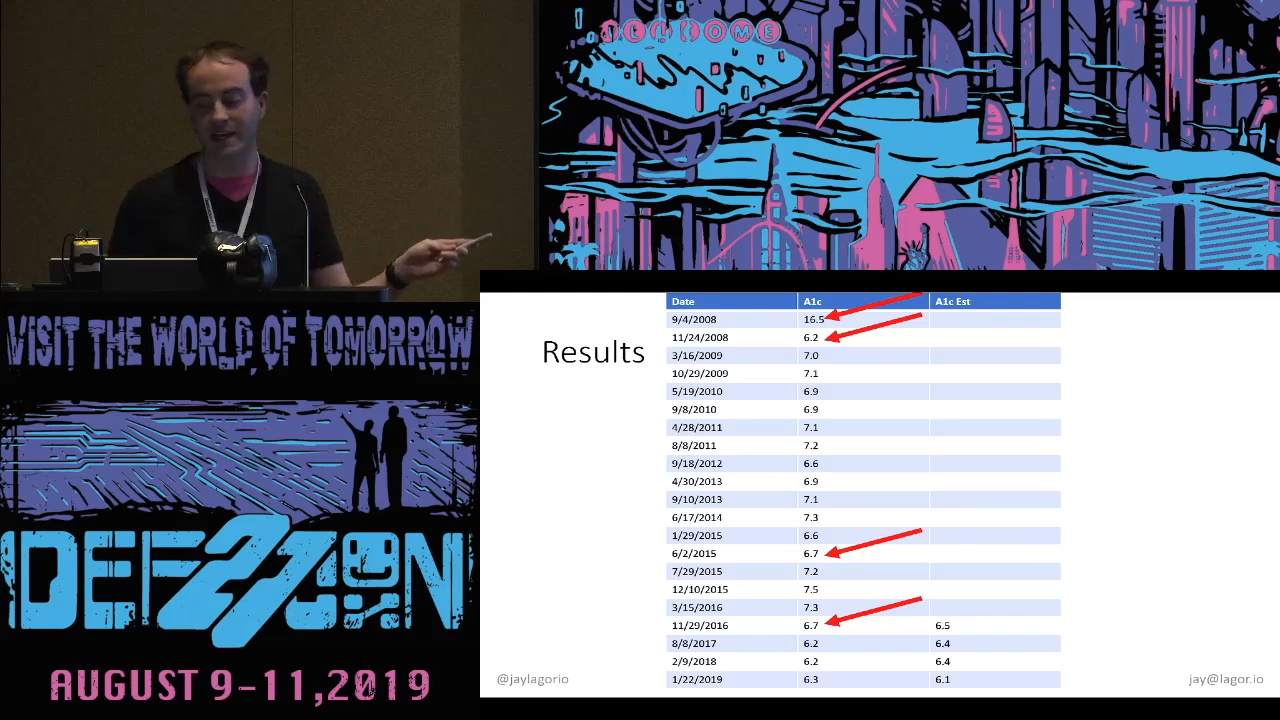 WELCOME
VISIT THE WORLD OF TOMORROW
DEFCON
27
AUGUST 9-11,2019
Results
Date A1c A1c Est
9/4/2008 16.5
11/24/2008 6.2
3/16/2009 7.0
10/29/2009 7.1
5/19/2010 6.9
9/8/2010 6.9
4/28/2011 7.1
8/8/2011 7.2
9/18/2012 6.6
4/30/2013 6.9
9/10/2013 7.1
6/17/2014 7.3
1/29/2015 6.6
6/2/2015 6.7
7/29/2015 7.2
12/10/2015 7.5
3/15/2016 7.3
11/29/2016 6.7 6.5
8/8/2017 6.2 6.4
2/9/2018 6.2 6.4
1/22/2019 6.3 6.1
@jaylagorio
jay@lagor.io